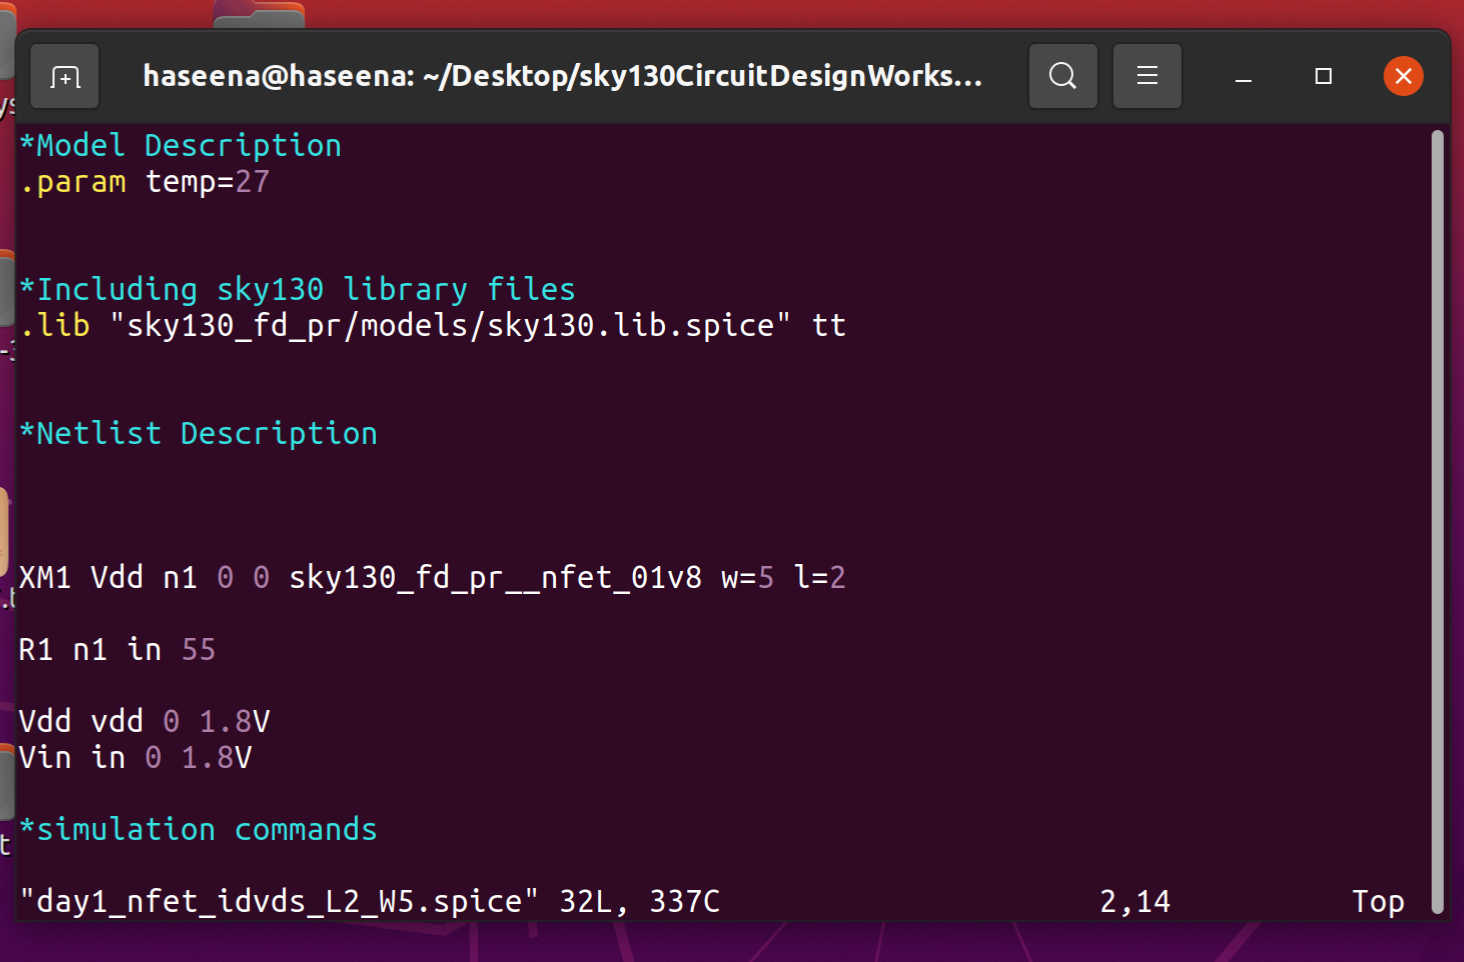 haseena@haseena: ~/Desktop/sky130CircuitDesignWorks...
*Model Description
.param temp=27
*Including sky130 library files
.lib "sky130_fd_pr/models/sky130.lib.spice" tt
*Netlist Description
XM1 Vdd n1 0 0 sky130_fd_pr__nfet_01v8 w=5 l=2
R1 n1 in 55
Vdd vdd 0 1.8V
Vin in 0 1.8V
*simulation commands
"day1_nfet_idvds_L2_W5.spice" 32L, 337C 2,14 Top